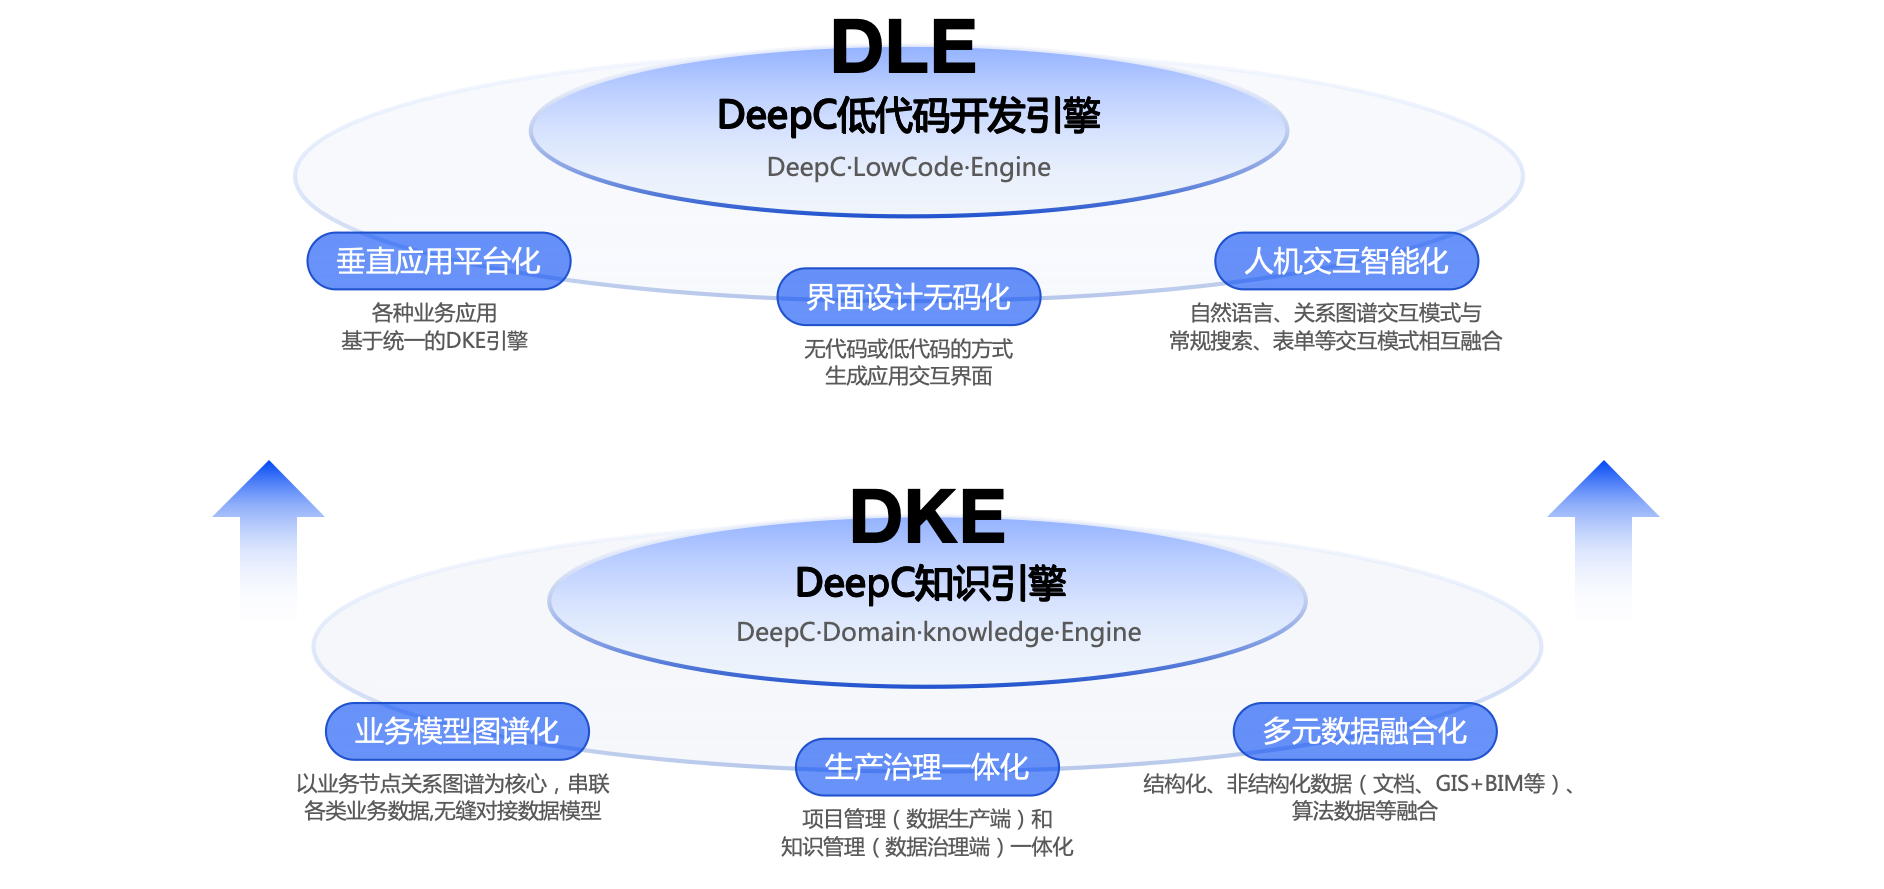 DLE
DeepC低代码开发引擎
DeepC·LowCode·Engine
垂直应用平台化
各种业务应用
基于统一的DKE引擎
界面设计无码化
无代码或低代码的方式
生成应用交互界面
人机交互智能化
自然语言、关系图谱交互模式与
常规搜索、表单等交互模式相互融合
DKE
DeepC知识引擎
DeepC·Domain·knowledge·Engine
业务模型图谱化
以业务节点关系图谱为核心，串联
各类业务数据,无缝对接数据模型
生产治理一体化
项目管理（数据生产端）和
知识管理（数据治理端）一体化
多元数据融合化
结构化、非结构化数据（文档、GIS+BIM等）、
算法数据等融合